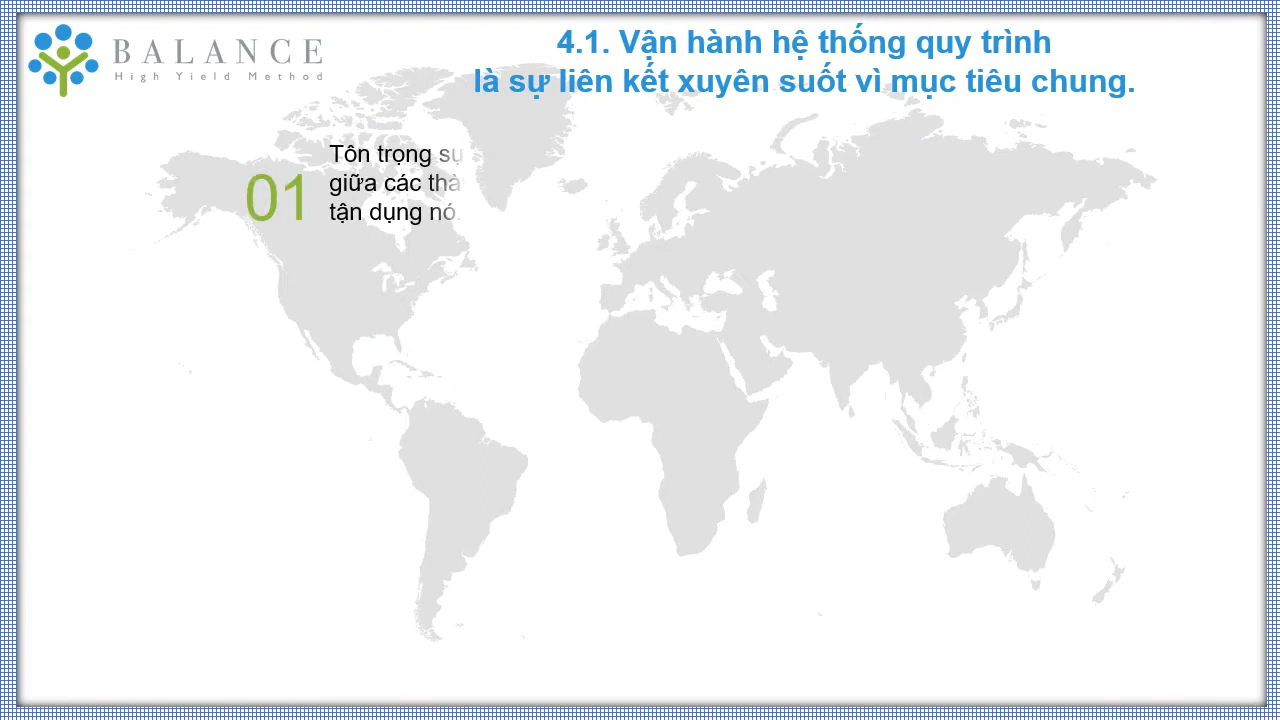 BALANCE
High Yield Method
4.1. Vận hành hệ thống quy trình
là sự liên kết xuyên suốt vì mục tiêu chung.
01
Tôn trọng sự
giữa các
tận dụng nó.